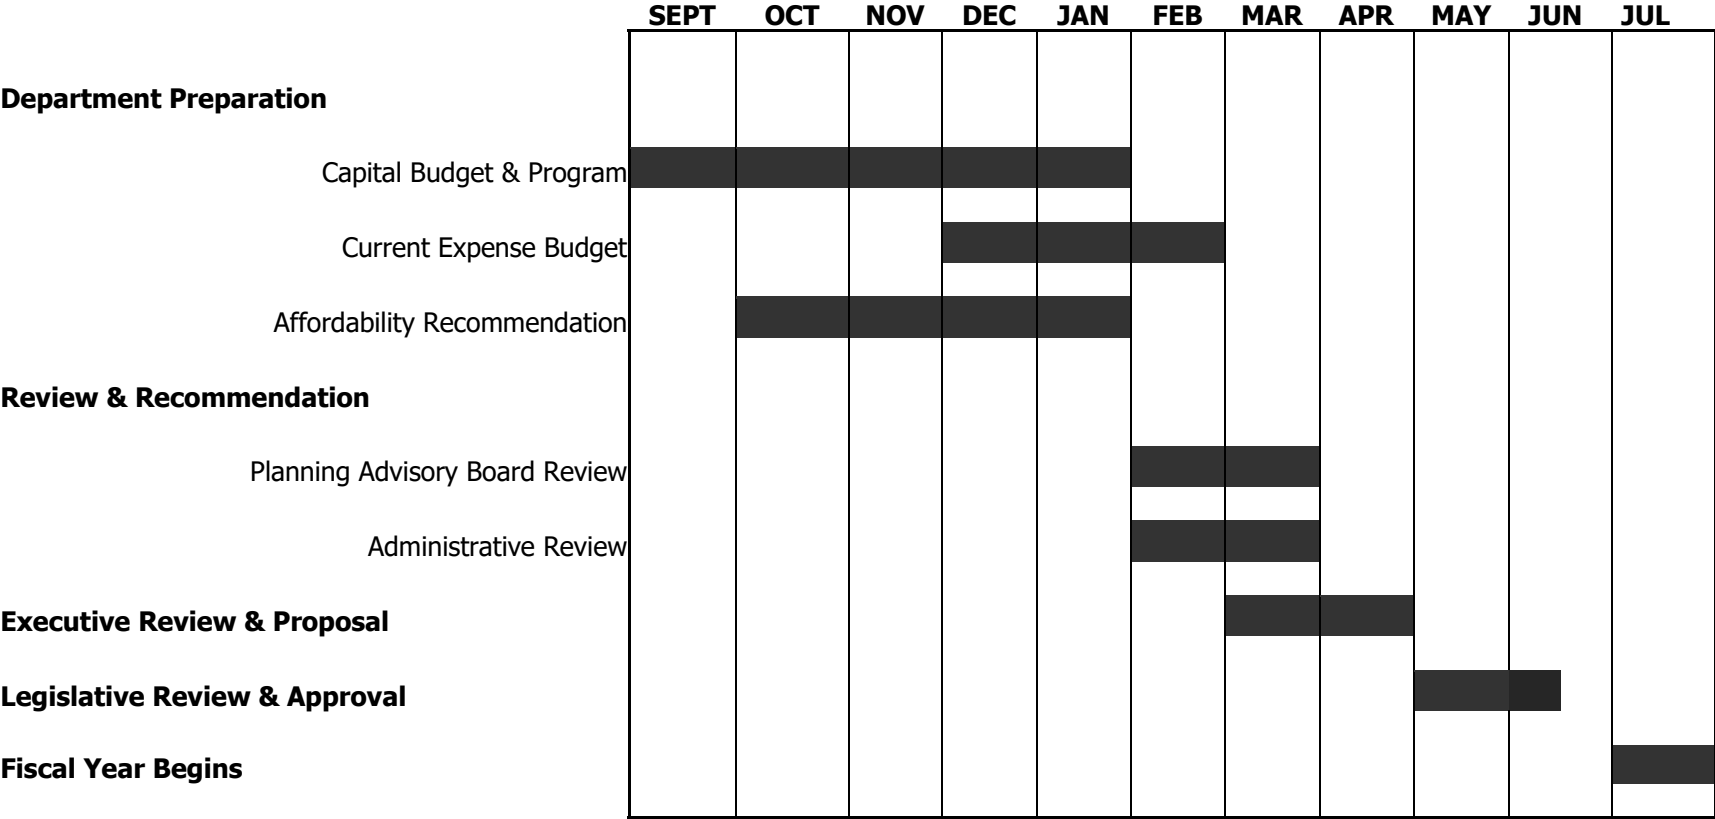 SEPT OCT NOV DEC JAN FEB MAR APR MAY JUN JUL
Department Preparation
Capital Budget & Program
Current Expense Budget
Affordability Recommendation
Review & Recommendation
Planning Advisory Board Review
Administrative Review
Executive Review & Proposal
Legislative Review & Approval
Fiscal Year Begins